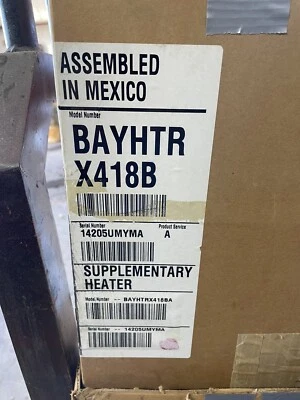 ASSEMBLED
IN MEXICO
Model Number
BAYHTR
X418B
Serial Number Product Service
14205UMYMA A
SUPPLEMENTARY
HEATER
Model Number -- BAYHTRX418BA
Serial Number -- 14205UMYMA